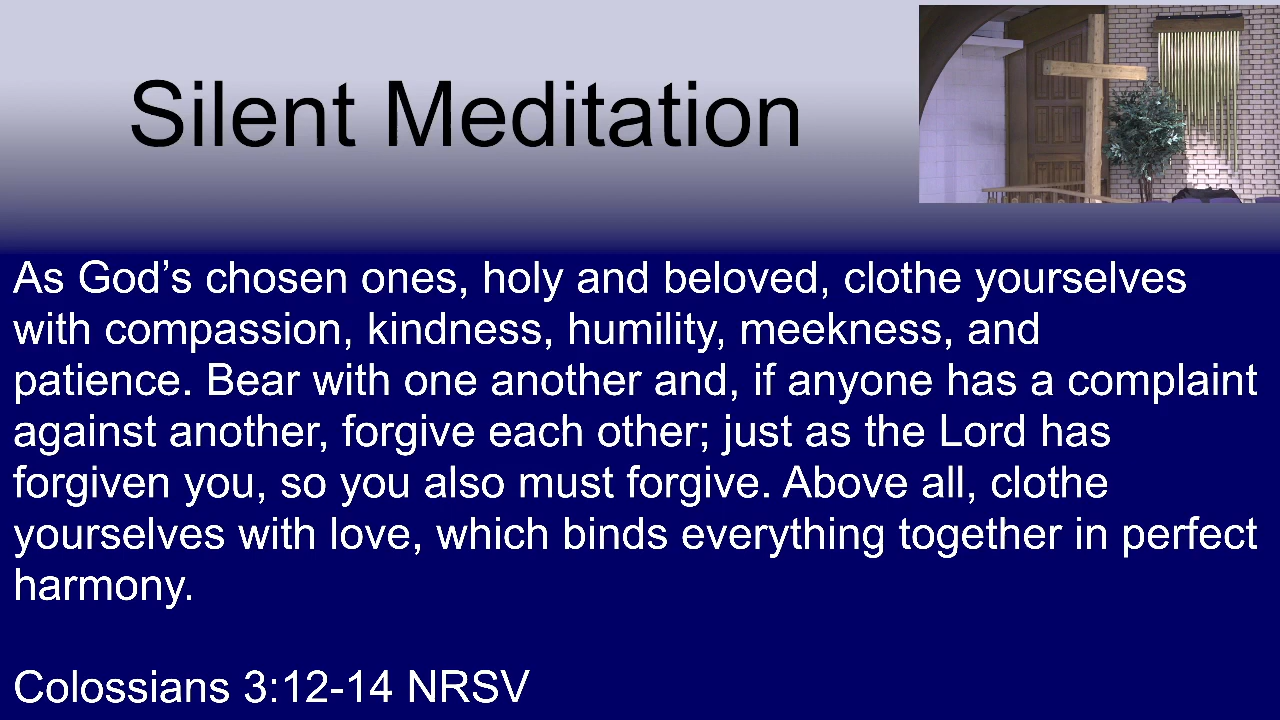 Silent Meditation
As God’s chosen ones, holy and beloved, clothe yourselves
with compassion, kindness, humility, meekness, and
patience. Bear with one another and, if anyone has a complaint
against another, forgive each other; just as the Lord has
forgiven you, so you also must forgive. Above all, clothe
yourselves with love, which binds everything together in perfect
harmony.
Colossians 3:12-14 NRSV